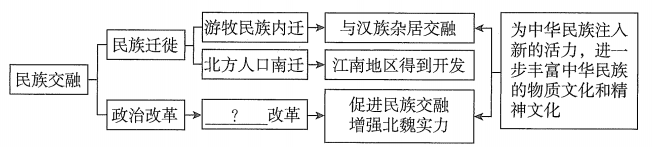 民族交融
民族迁徙
游牧民族内迁
与汉族杂居交融
北方人口南迁
江南地区得到开发
政治改革
？改革
促进民族交融
增强北魏实力
为中华民族注入
新的活力，进一
步丰富中华民族
的物质文化和精
神文化